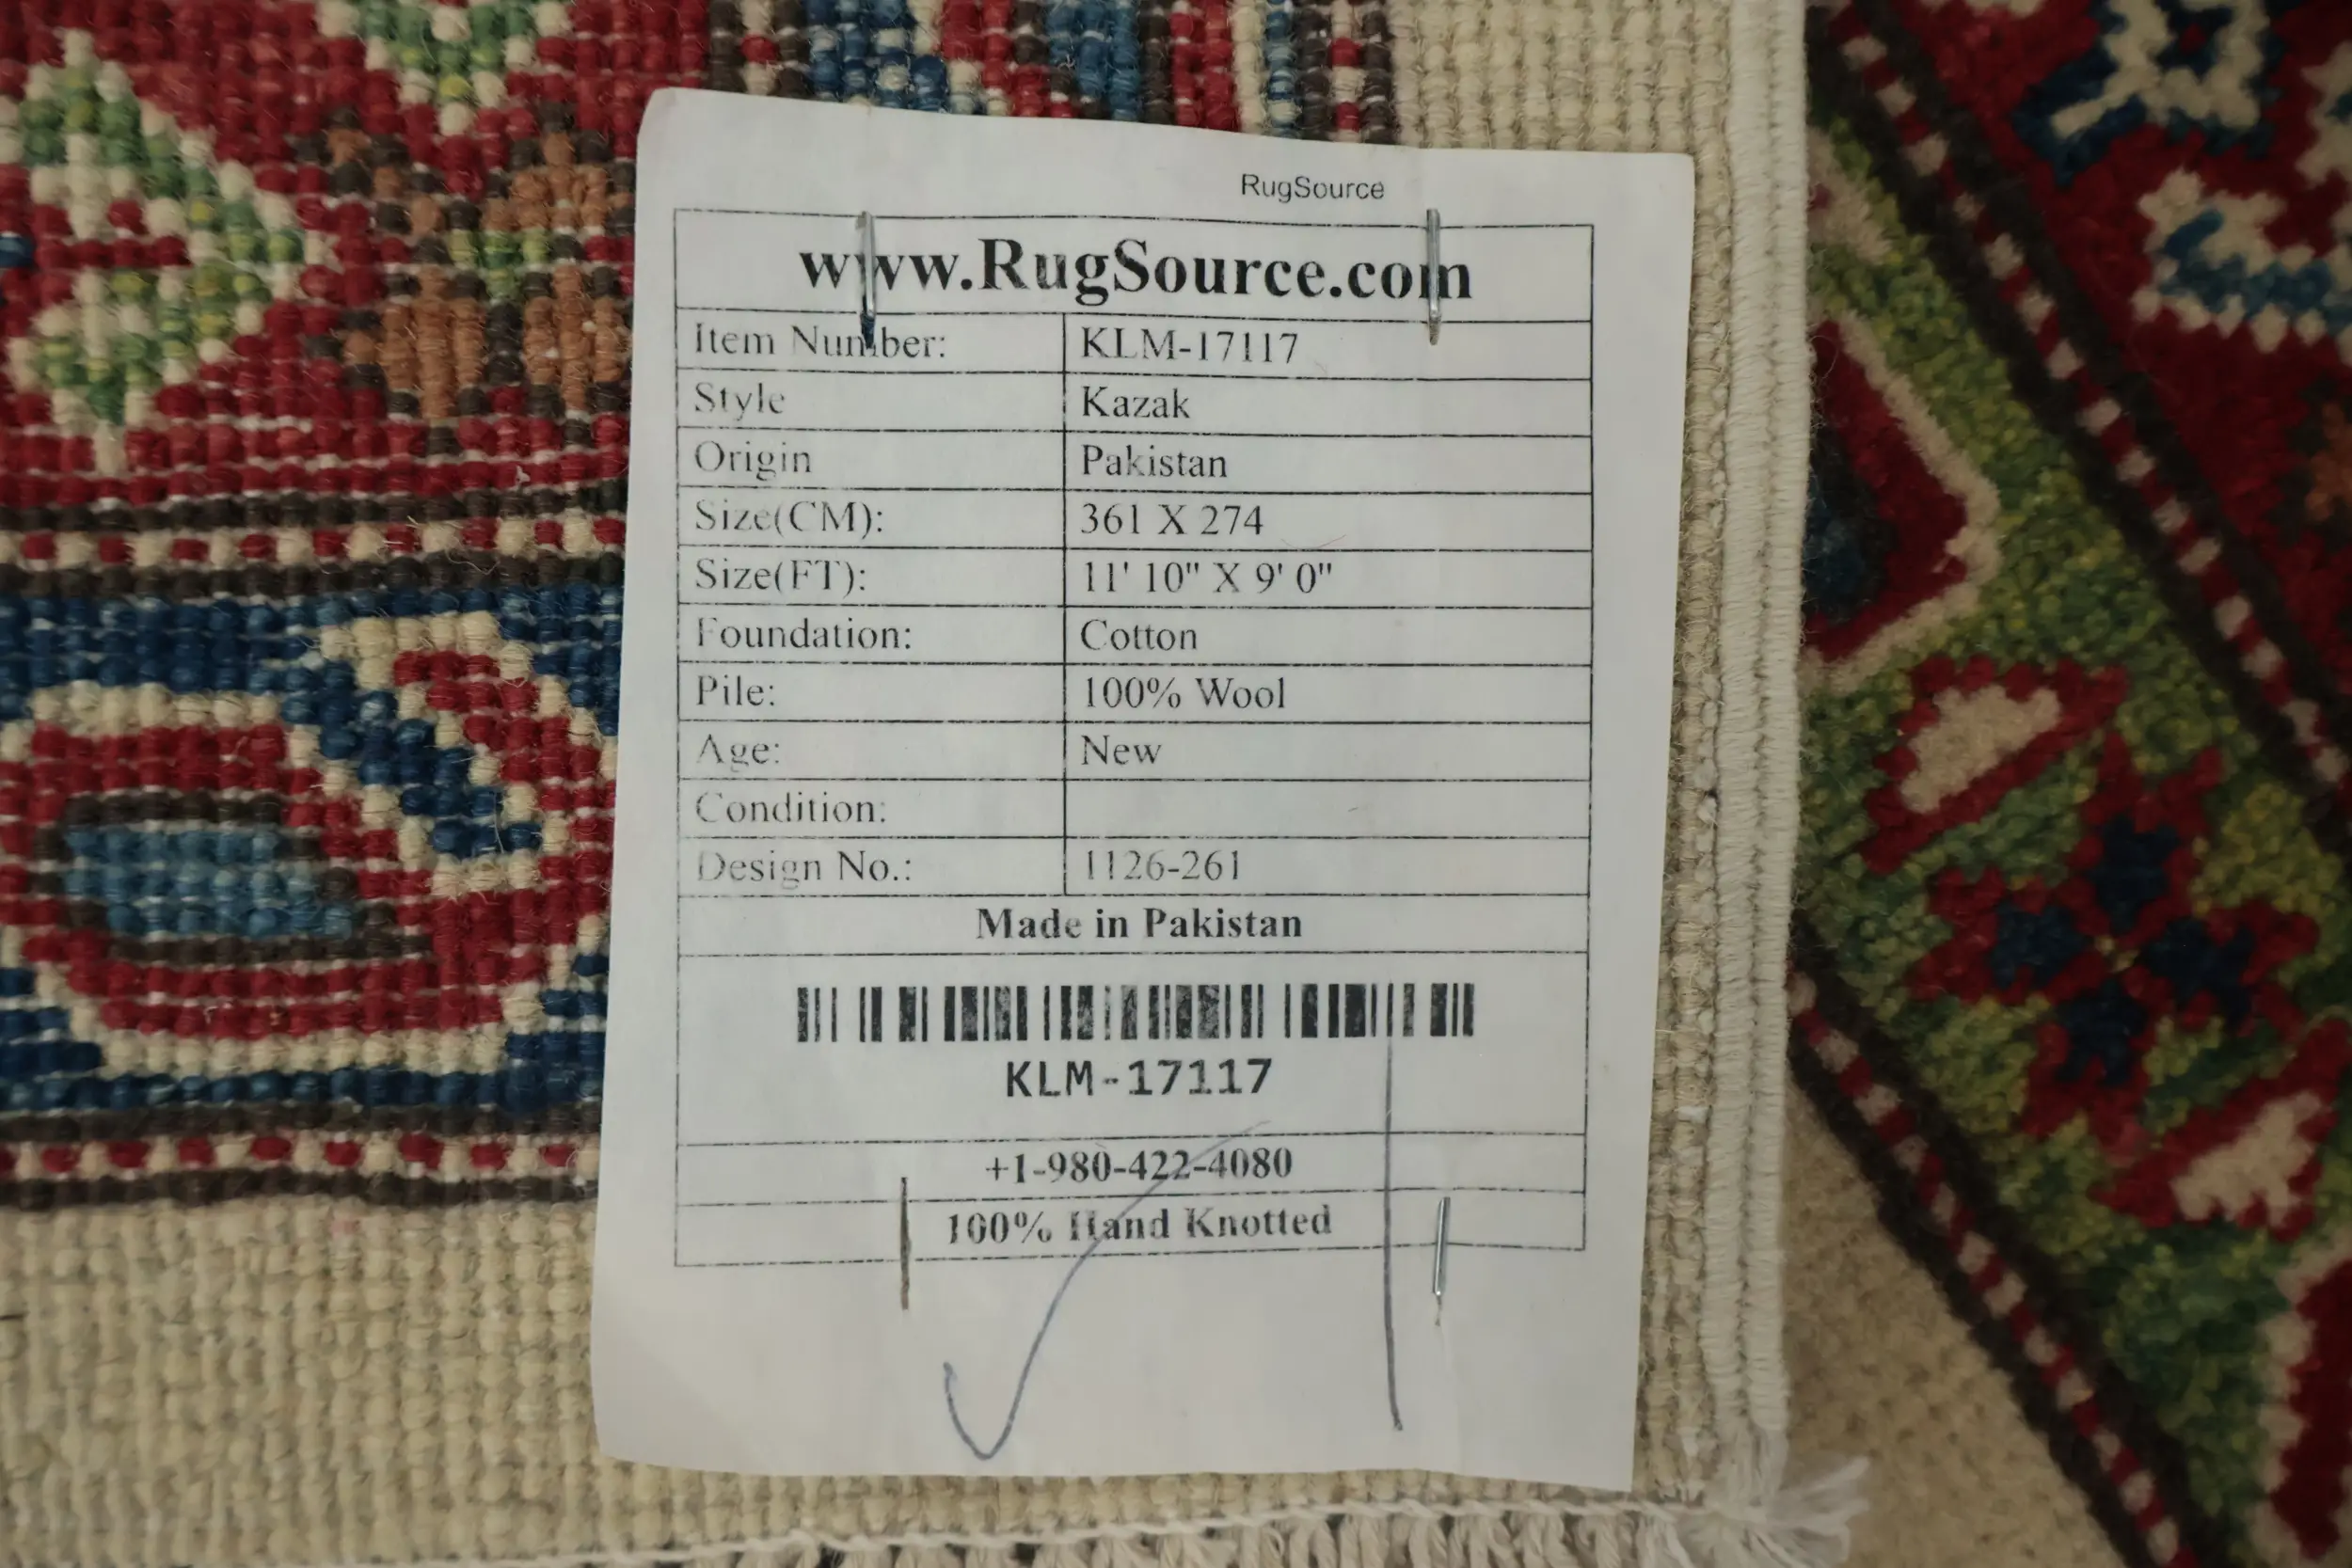 RugSource
www.RugSource.com
Item Number: KLM-17117
Style Kazak
Origin Pakistan
Size(CM): 361 X 274
Size(FT): 11' 10" X 9' 0"
Foundation: Cotton
Pile: 100% Wool
Age: New
Condition:
Design No.: 1126-261
Made in Pakistan
KLM-17117
+1-980-422-4080
100% Hand Knotted